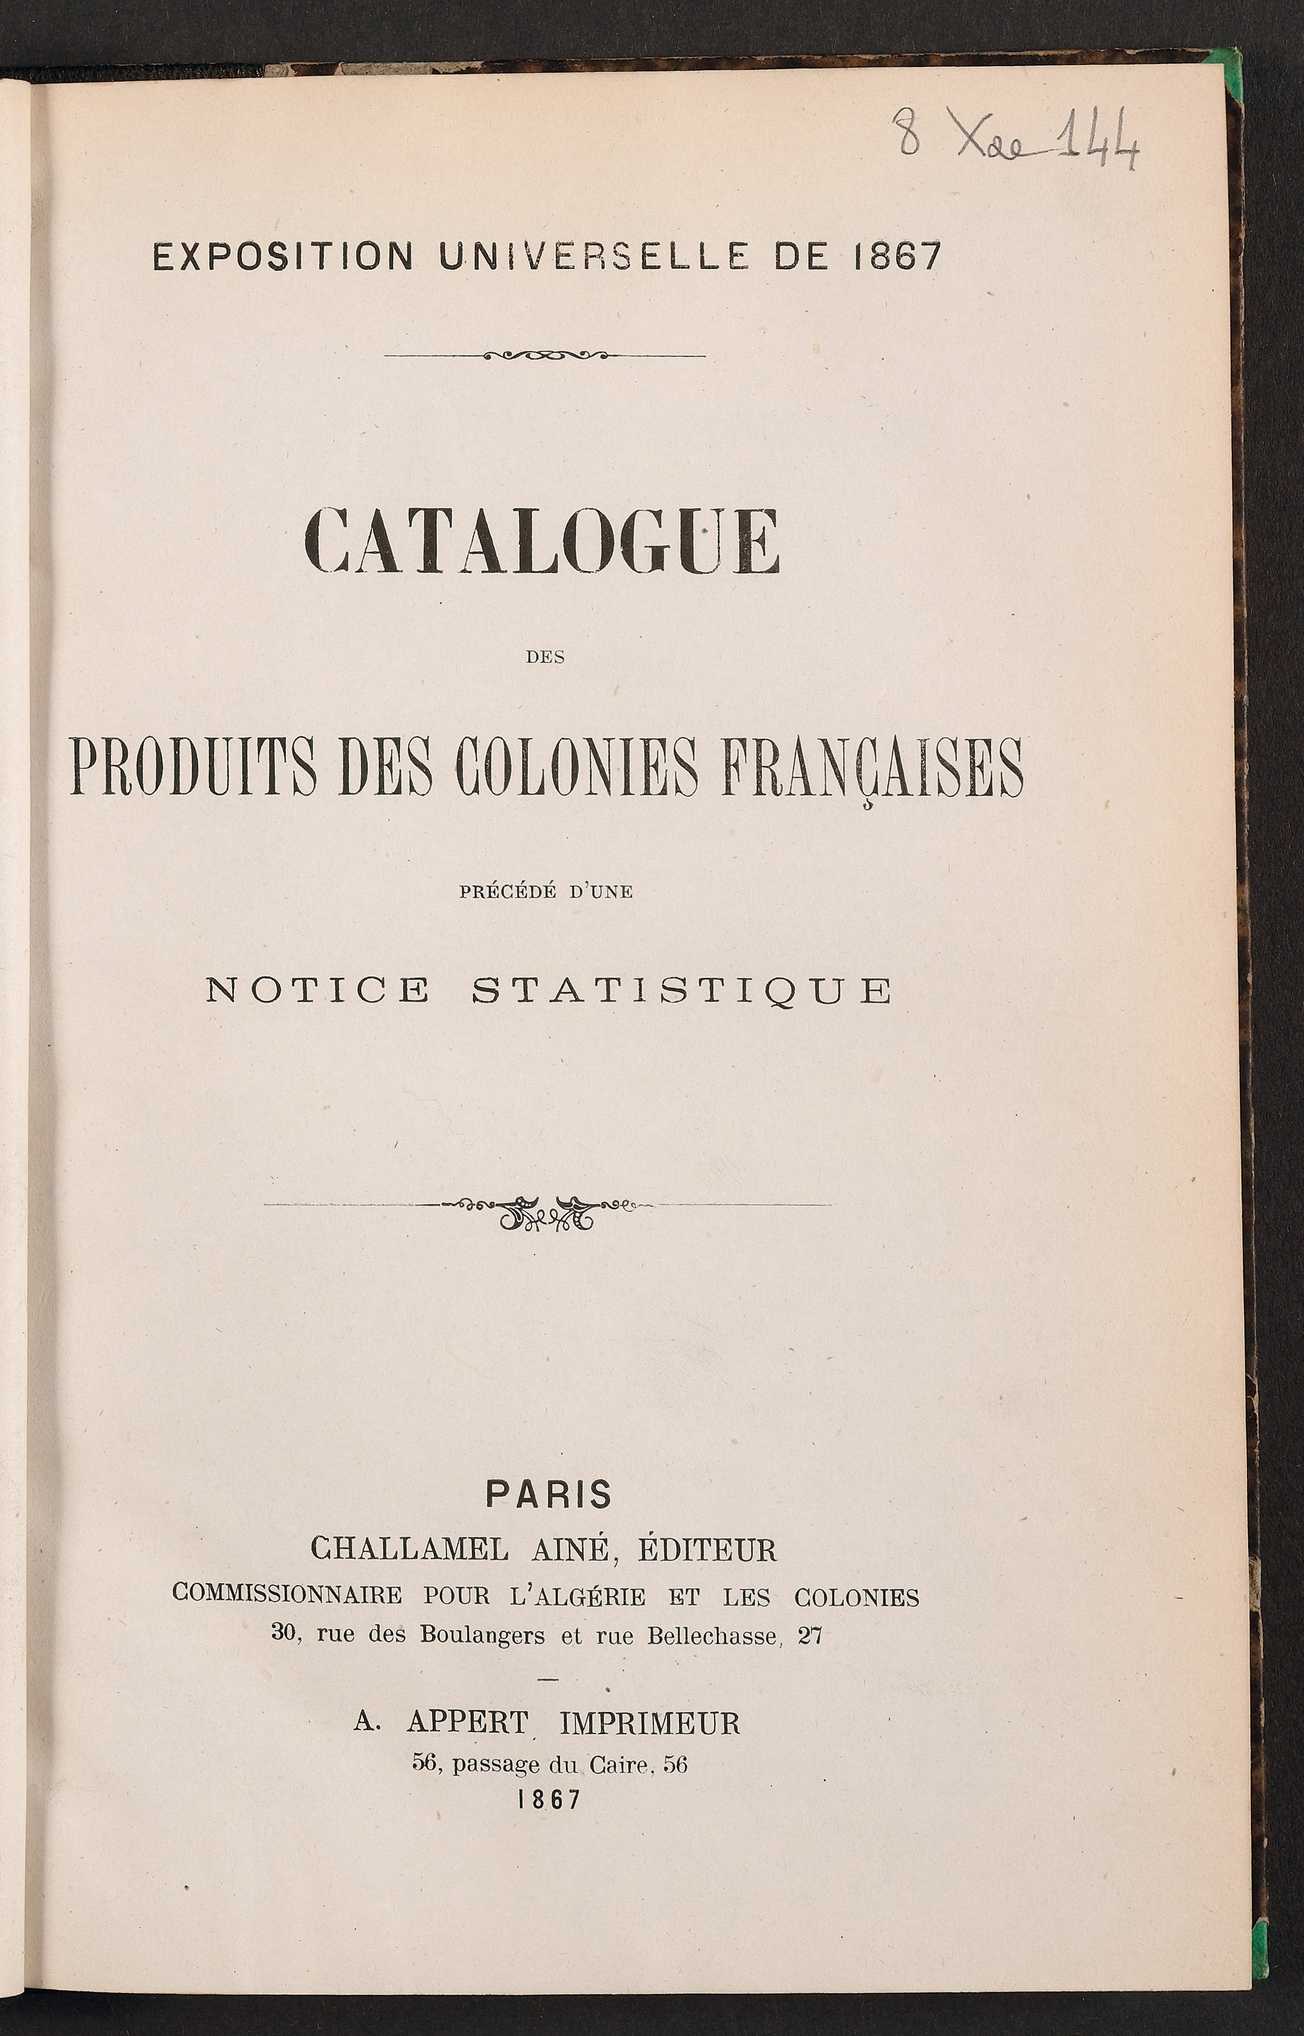 8 Xae 144
EXPOSITION UNIVERSELLE DE 1867
CATALOGUE
DES
PRODUITS DES COLONIES FRANÇAISES
PRÉCÉDÉ D'UNE
NOTICE STATISTIQUE
PARIS
CHALLAMEL AINÉ, ÉDITEUR
COMMISSIONNAIRE POUR L'ALGÉRIE ET LES COLONIES
30, rue des Boulangers et rue Bellechasse, 27
A. APPERT, IMPRIMEUR
56, passage du Caire, 56
1867